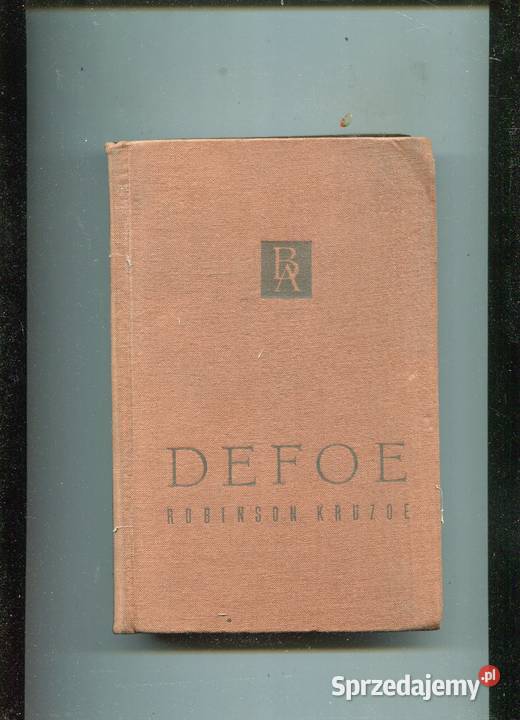 BA
DEFOE
ROBINSON KRUZOE
Sprzedajemy.pl